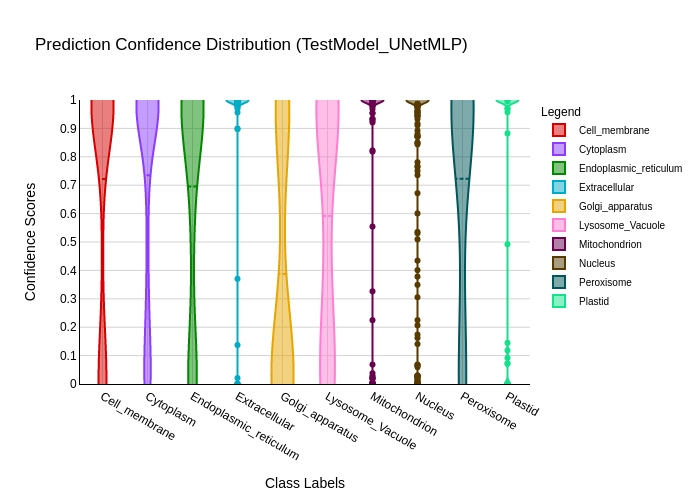 Prediction Confidence Distribution (TestModel_UNetMLP)
Confidence Scores
1
0.9
0.8
0.7
0.6
0.5
0.4
0.3
0.2
0.1
0
Cell_membrane
Cytoplasm
Endoplasmic_reticulum
Extracellular
Golgi_apparatus
Lysosome_Vacuole
Mitochondrion
Nucleus
Peroxisome
Plastid
Class Labels
Legend
Cell_membrane
Cytoplasm
Endoplasmic_reticulum
Extracellular
Golgi_apparatus
Lysosome_Vacuole
Mitochondrion
Nucleus
Peroxisome
Plastid